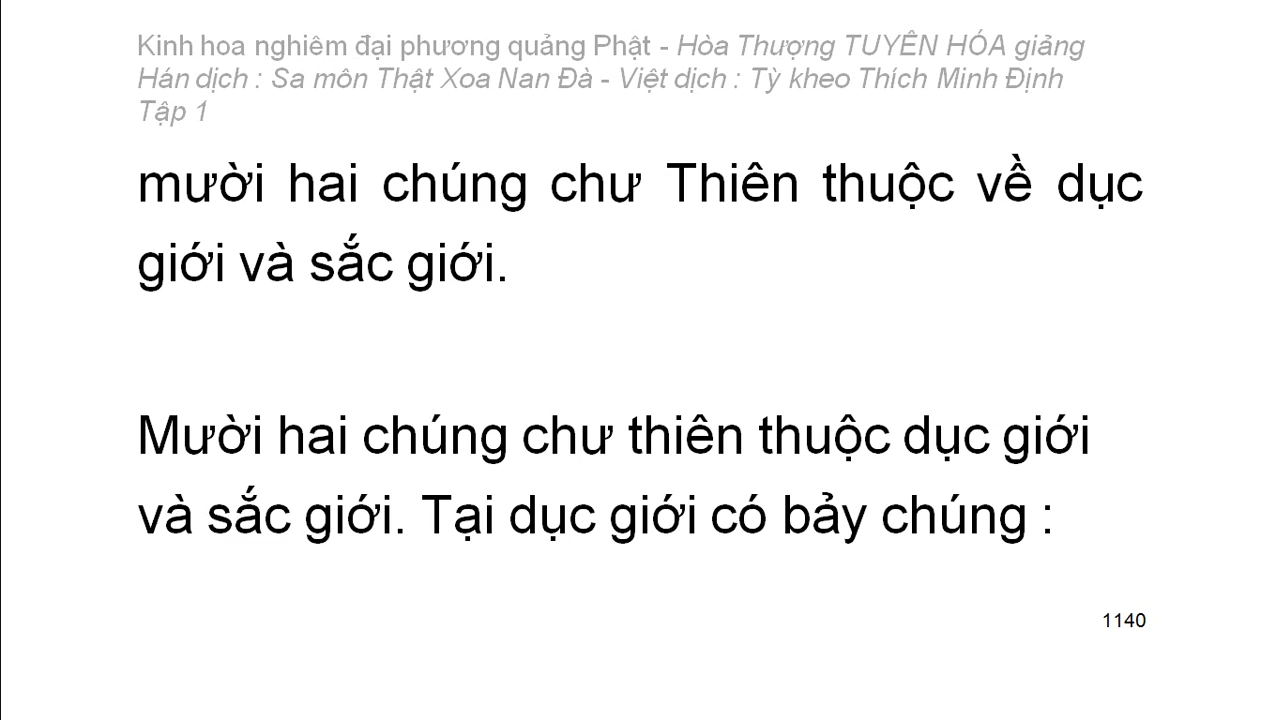 Kinh hoa nghiêm đại phương quảng Phật - Hòa Thượng TUYÊN HÓA giảng
Hán dịch : Sa môn Thật Xoa Nan Đà - Việt dịch : Tỳ kheo Thích Minh Định
Tập 1
mười hai chúng chư Thiên thuộc về dục
giới và sắc giới.
Mười hai chúng chư thiên thuộc dục giới
và sắc giới. Tại dục giới có bảy chúng :
1140